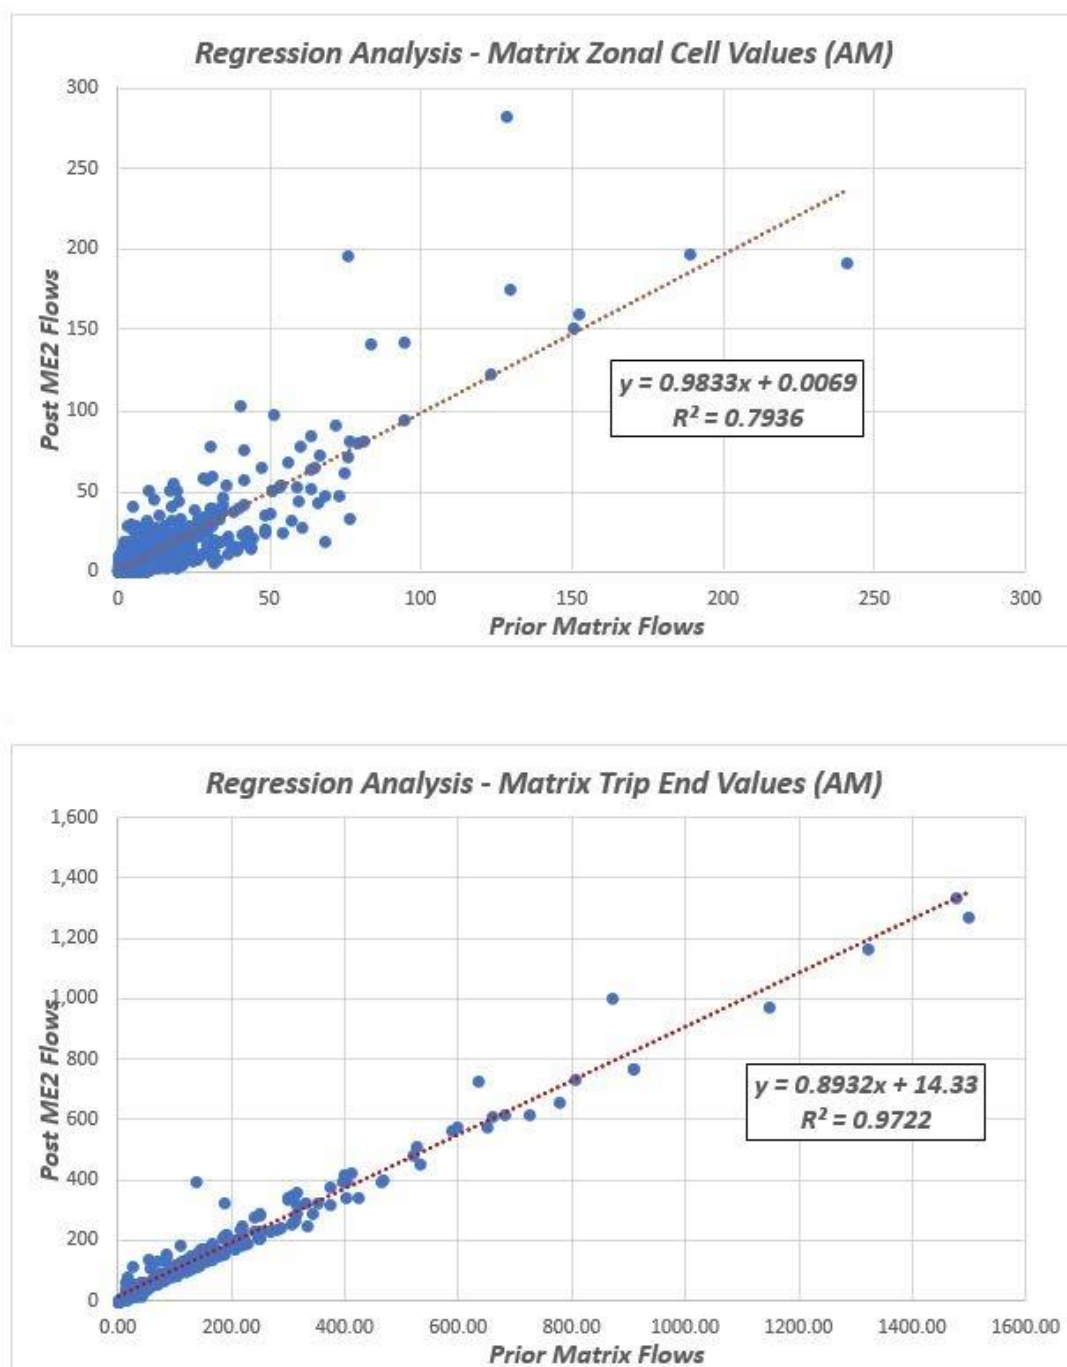 Regression Analysis - Matrix Zonal Cell Values (AM)
300
250
200
150
100
50
0
Post ME2 Flows
y = 0.9833x + 0.0069
R² = 0.7936
0 50 100 150 200 250 300
Prior Matrix Flows
Regression Analysis - Matrix Trip End Values (AM)
1,600
1,400
1,200
1,000
800
600
400
200
0
Post ME2 Flows
y = 0.8932x + 14.33
R² = 0.9722
0.00 200.00 400.00 600.00 800.00 1000.00 1200.00 1400.00 1600.00
Prior Matrix Flows